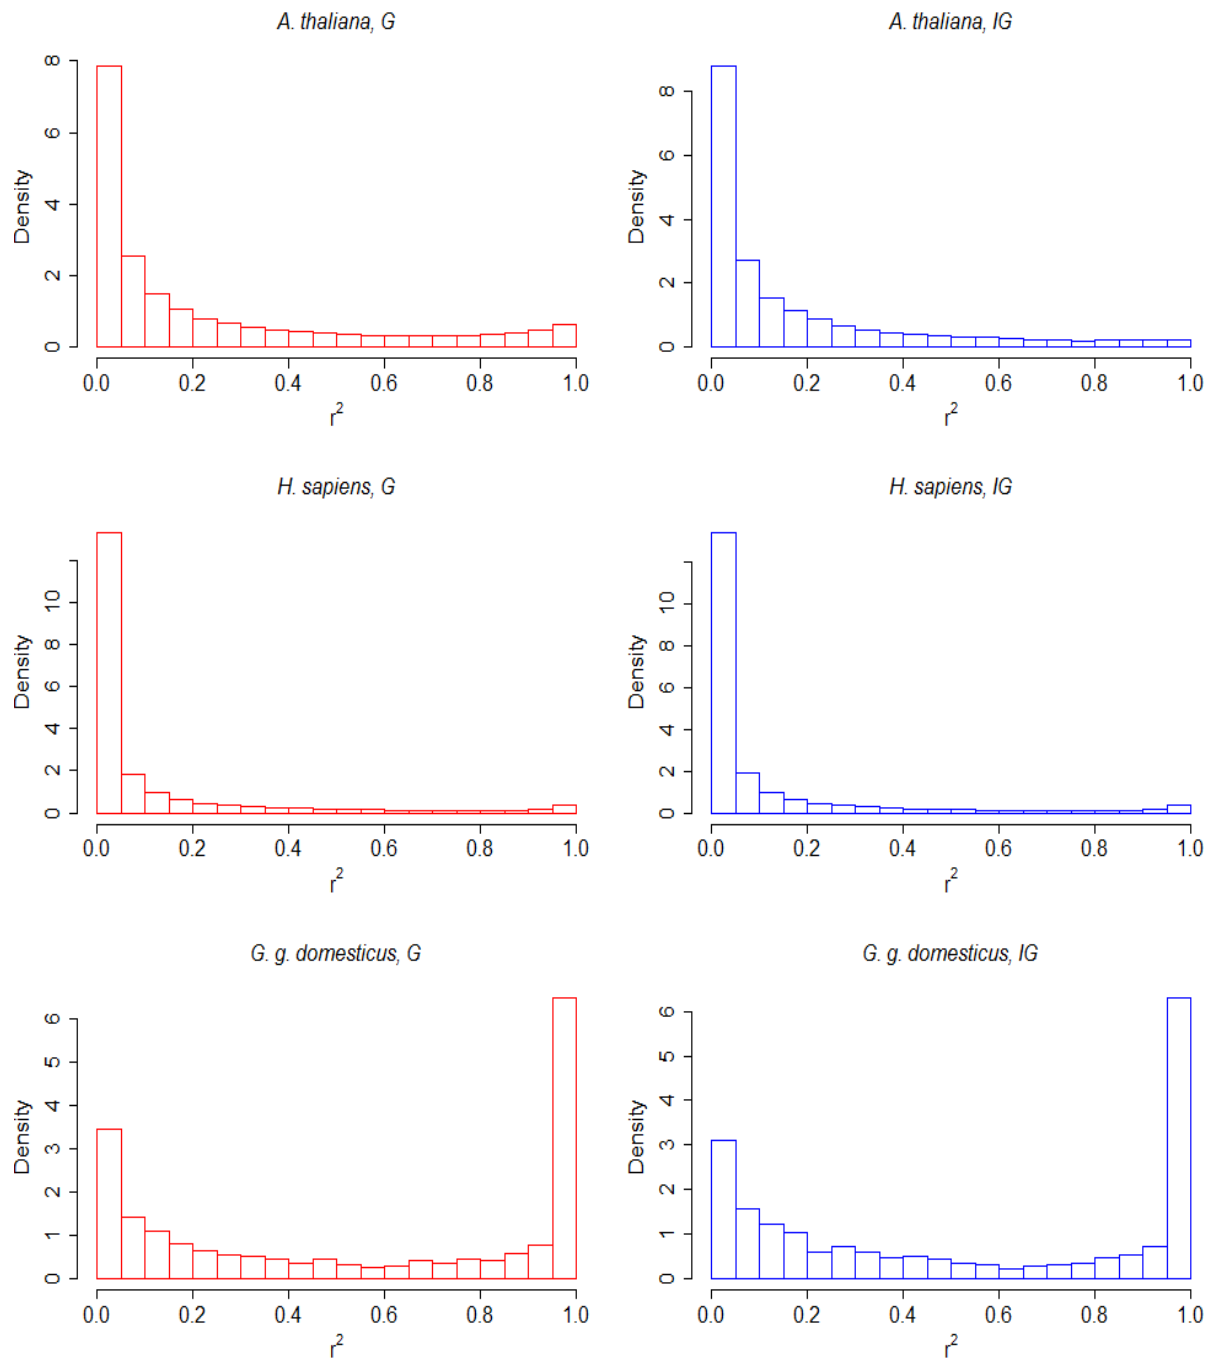 A. thaliana, G
8
6
4
2
0
Density
0.0 0.2 0.4 0.6 0.8 1.0
r²
A. thaliana, IG
8
6
4
2
0
Density
0.0 0.2 0.4 0.6 0.8 1.0
r²
H. sapiens, G
10
8
6
4
2
0
Density
0.0 0.2 0.4 0.6 0.8 1.0
r²
H. sapiens, IG
10
8
6
4
2
0
Density
0.0 0.2 0.4 0.6 0.8 1.0
r²
G. g. domesticus, G
6
5
4
3
2
1
0
Density
0.0 0.2 0.4 0.6 0.8 1.0
r²
G. g. domesticus, IG
6
5
4
3
2
1
0
Density
0.0 0.2 0.4 0.6 0.8 1.0
r²